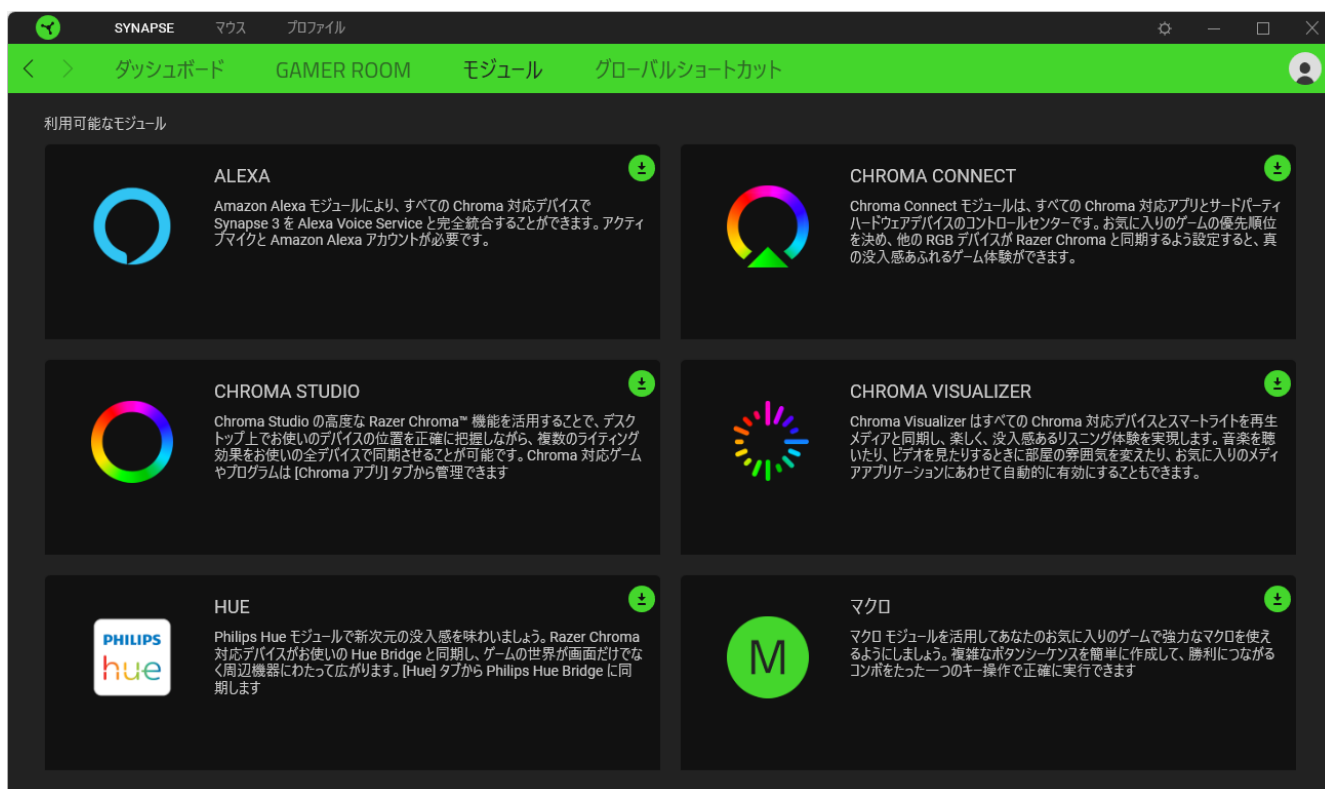 SYNAPSE マウス プロファイル
ダッシュボード GAMER ROOM モジュール グローバルショートカット
利用可能なモジュール
ALEXA
Amazon Alexa モジュールにより、すべての Chroma 対応デバイスで
Synapse 3 を Alexa Voice Service と完全統合することができます。アクティ
ブマイクと Amazon Alexa アカウントが必要です。
CHROMA CONNECT
Chroma Connect モジュールは、すべての Chroma 対応アプリとサードパーティ
ハードウェアデバイスのコントロールセンターです。お気に入りのゲームの優先順位
を決め、他の RGB デバイスが Razer Chroma と同期するよう設定すると、真
の没入感あふれるゲーム体験ができます。
CHROMA STUDIO
Chroma Studio の高度な Razer Chroma™ 機能を活用することで、デスク
トップ上でお使いのデバイスの位置を正確に把握しながら、複数のライティング
効果をお使いの全デバイスで同期させることが可能です。Chroma 対応ゲーム
やプログラムは [Chroma アプリ] タブから管理できます
CHROMA VISUALIZER
Chroma Visualizer はすべての Chroma 対応デバイスとスマートライトを再生
メディアと同期し、楽しく、没入感あるリスニング体験を実現します。音楽を聴
いたり、ビデオを見たりするときに部屋の雰囲気を変えたり、お気に入りのメディ
アアプリケーションにあわせて自動的に有効にすることもできます。
PHILIPS
hue
HUE
Philips Hue モジュールで新次元の没入感を味わいましょう。Razer Chroma
対応デバイスがお使いの Hue Bridge と同期し、ゲームの世界が画面だけでな
く周辺機器にわたって広がります。[Hue] タブから Philips Hue Bridge に同
期します
M
マクロ
マクロ モジュールを活用してあなたのお気に入りのゲームで強力なマクロを使え
るようにしましょう。複雑なボタンシーケンスを簡単に作成して、勝利につながる
コンボをたった一つのキー操作で正確に実行できます